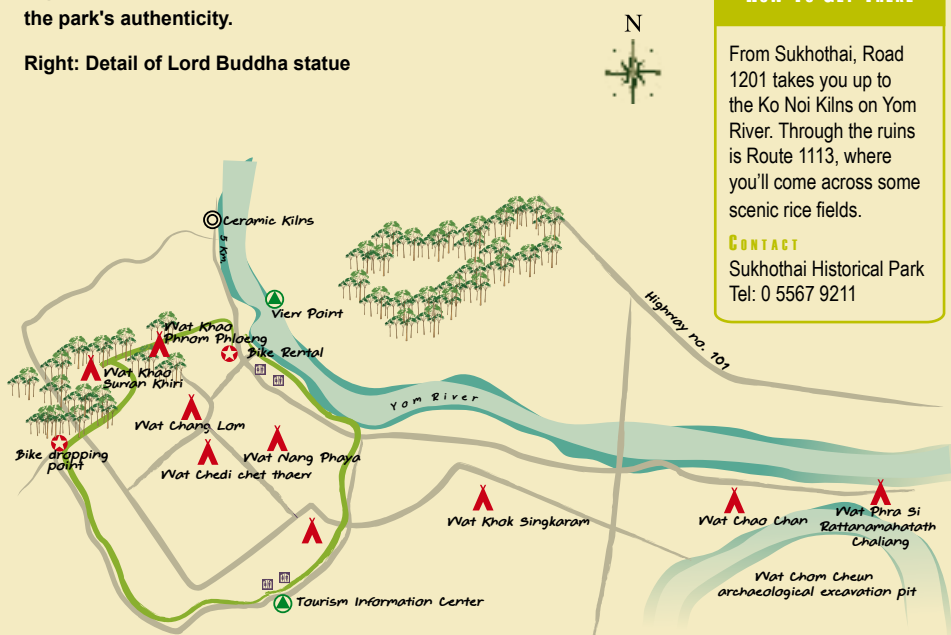 the park's authenticity.
Right: Detail of Lord Buddha statue
N
HOW TO GET THERE
From Sukhothai, Road
1201 takes you up to
the Ko Noi Kilns on Yom
River. Through the ruins
is Route 1113, where
you'll come across some
scenic rice fields.
CONTACT
Sukhothai Historical Park
Tel: 0 5567 9211
Ceramic Kilns
5 km.
View Point
Highway no. 101
Wat Khao
Phnom Phloeng
Bike Rental
Wat Khao
Suwan Khiri
Yom River
Wat Chang Lom
Bike dropping
point
Wat Nang Phaya
Wat Chedi chet thaew
Wat Khok Singkaram
Wat Chao Chan
Wat Phra Si
Rattanamahatath
Chaliang
Wat Chom Cheun
archaeological excavation pit
Tourism Information Center